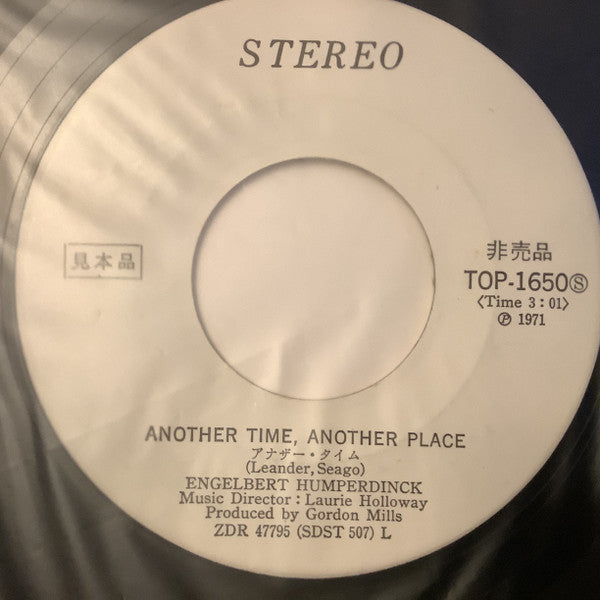 STEREO
見本品
非売品
TOP-1650Ⓢ
〈Time 3:01〉
Ⓟ 1971
ANOTHER TIME, ANOTHER PLACE
アナザー・タイム
(Leander, Seago)
ENGELBERT HUMPERDINCK
Music Director : Laurie Holloway
Produced by Gordon Mills
ZDR 47795 (SDST 507) L